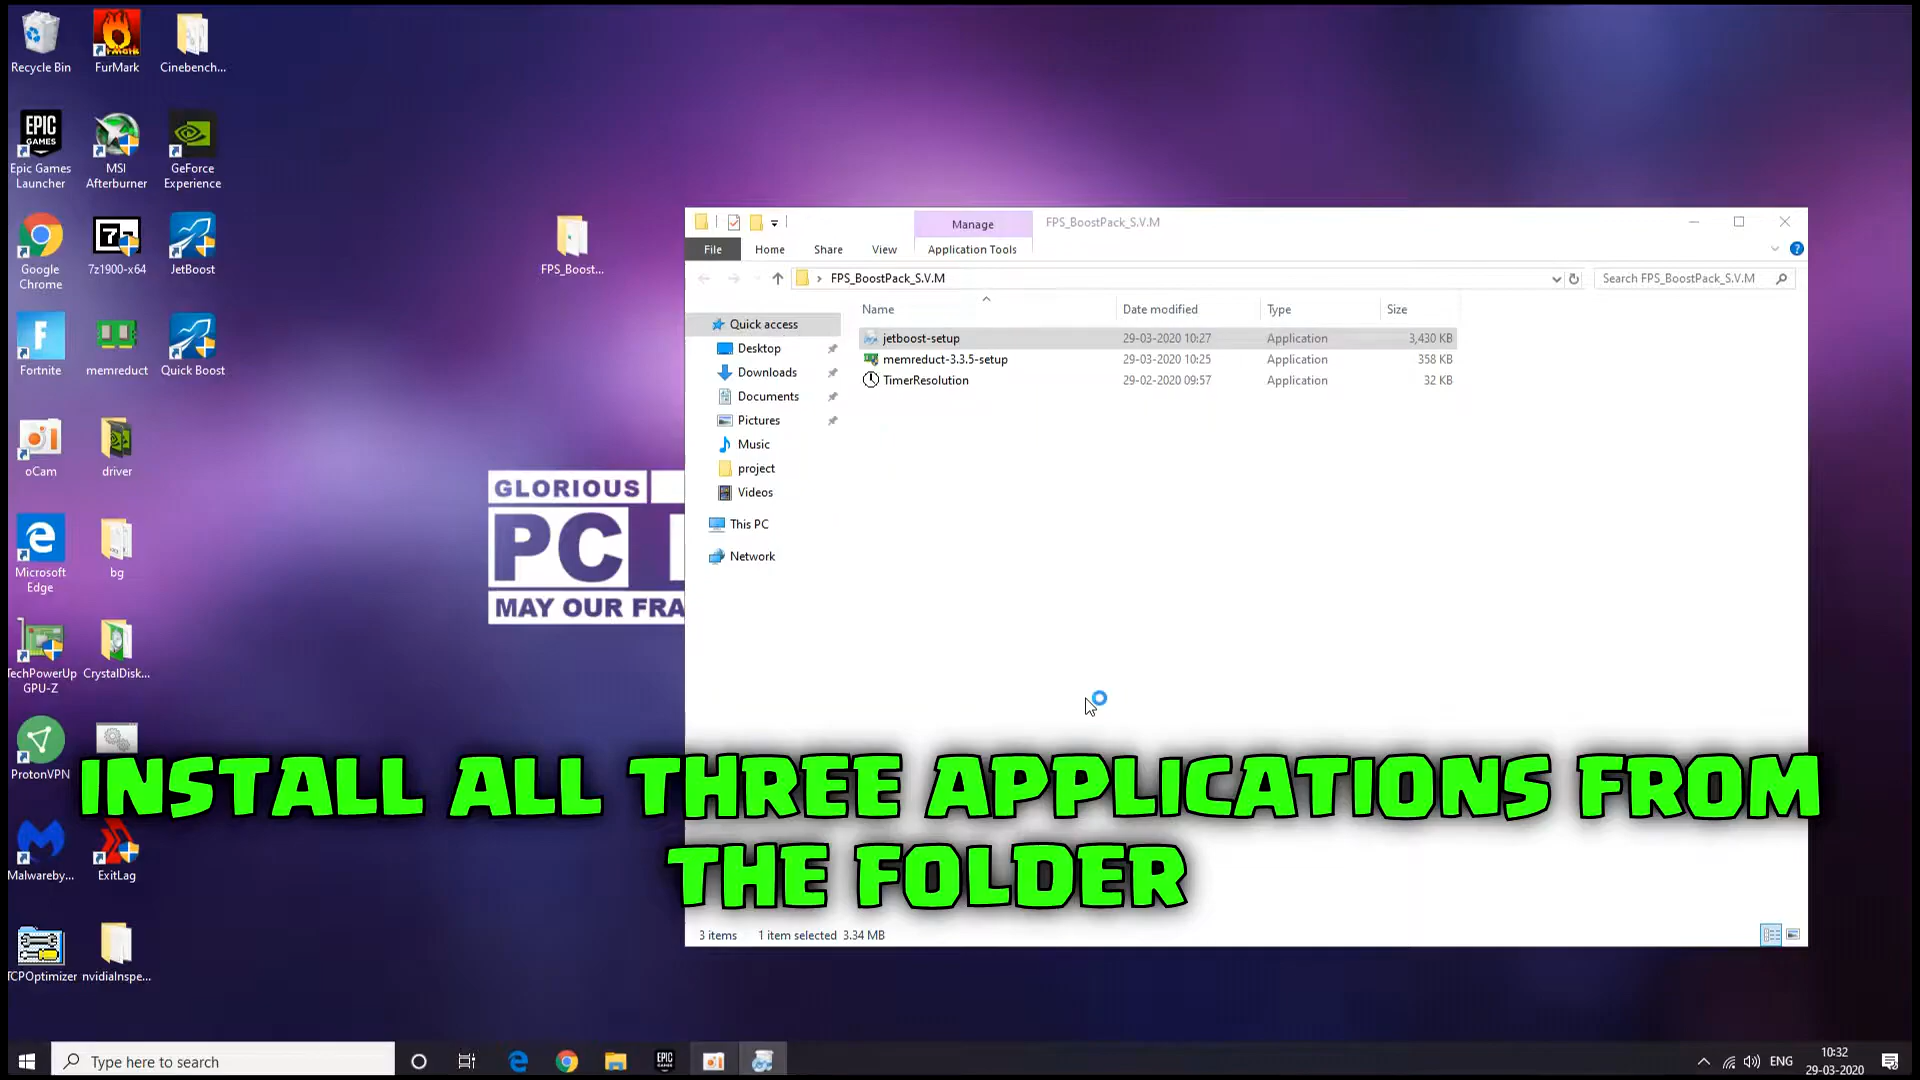 Recycle Bin
FurMark
Cinebench...
Epic Games
Launcher
MSI
Afterburner
GeForce
Experience
Google
Chrome
7z1900-x64
JetBoost
Fortnite
memreduct
Quick Boost
oCam
driver
Microsoft
Edge
bg
TechPowerUp
GPU-Z
CrystalDisk...
ProtonVPN
Malwareby...
ExitLag
TCPOptimizer
nvidiaInspe...
EPIC
GAMES
FPS_Boost...
GLORIOUS
PC
MAY OUR FRA
Manage
FPS_BoostPack_S.V.M
File
Home
Share
View
Application Tools
FPS_BoostPack_S.V.M
Search FPS_BoostPack_S.V.M
Name
Date modified
Type
Size
jetboost-setup 29-03-2020 10:27 Application 3,430 KB
memreduct-3.3.5-setup 29-03-2020 10:25 Application 358 KB
TimerResolution 29-02-2020 09:57 Application 32 KB
Quick access
Desktop
Downloads
Documents
Pictures
Music
project
Videos
This PC
Network
INSTALL ALL THREE APPLICATIONS FROM
THE FOLDER
3 items 1 item selected 3.34 MB
Type here to search
EPIC
ENG
10:32
29-03-2020